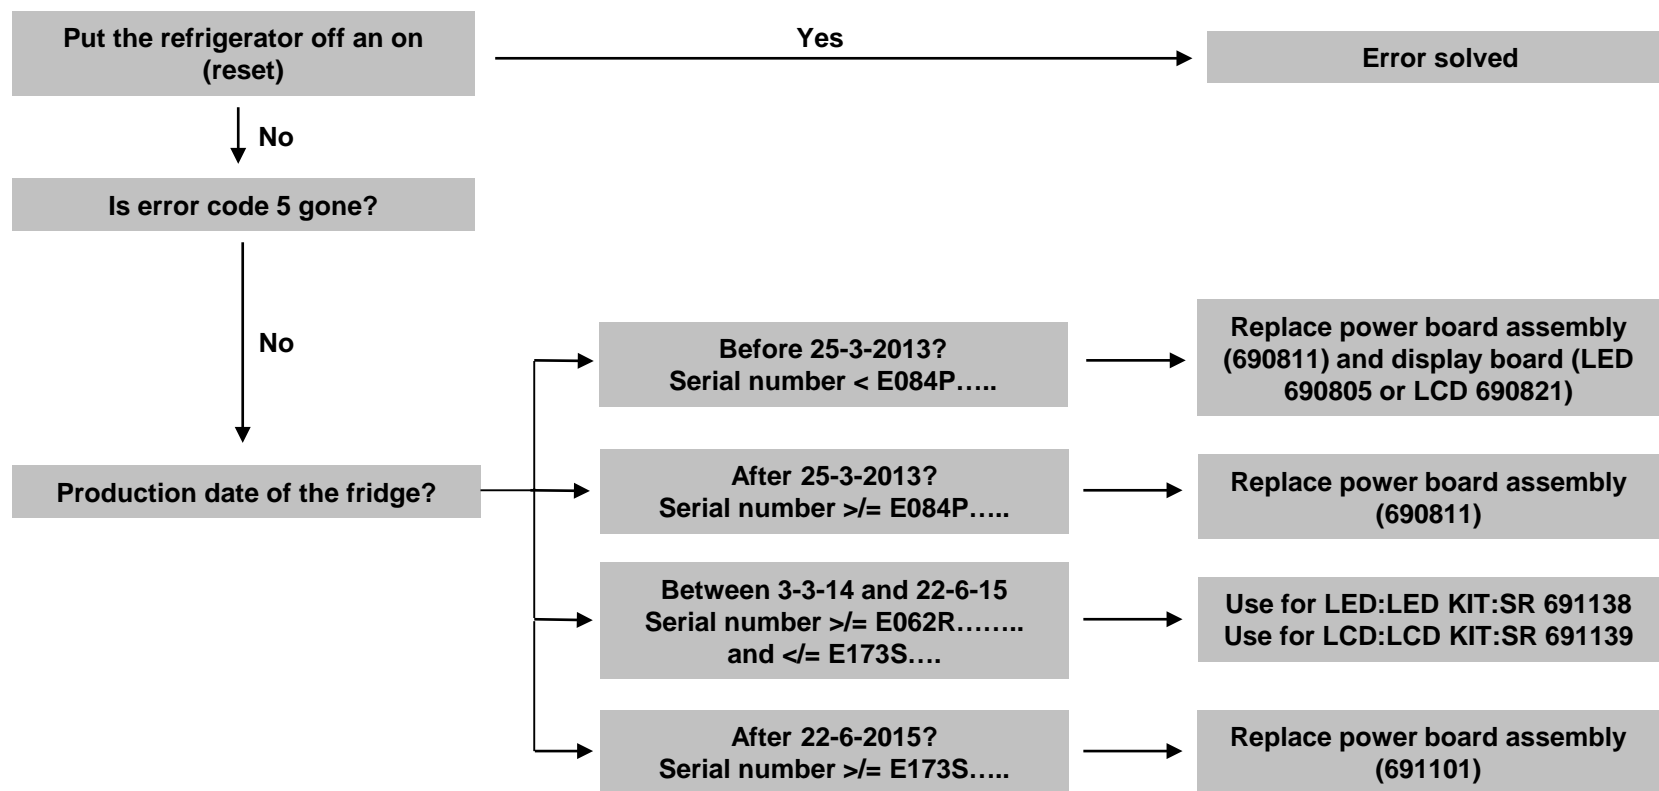 Put the refrigerator off an on
(reset)
Yes
Error solved
No
Is error code 5 gone?
No
Before 25-3-2013?
Serial number < E084P…..
Replace power board assembly
(690811) and display board (LED
690805 or LCD 690821)
Production date of the fridge?
After 25-3-2013?
Serial number >/= E084P…..
Replace power board assembly
(690811)
Between 3-3-14 and 22-6-15
Serial number >/= E062R……..
and </= E173S….
Use for LED:LED KIT:SR 691138
Use for LCD:LCD KIT:SR 691139
After 22-6-2015?
Serial number >/= E173S…..
Replace power board assembly
(691101)